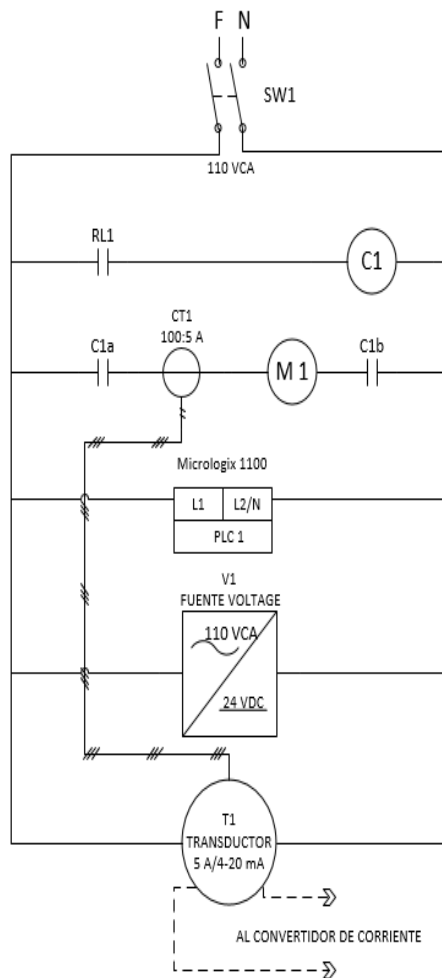 F N
SW1
110 VCA
RL1
C1
CT1
100:5 A
C1a
M 1
C1b
Micrologix 1100
L1 L2/N
PLC 1
V1
FUENTE VOLTAGE
110 VCA
24 VDC
T1
TRANSDUCTOR
5 A/4-20 mA
AL CONVERTIDOR DE CORRIENTE